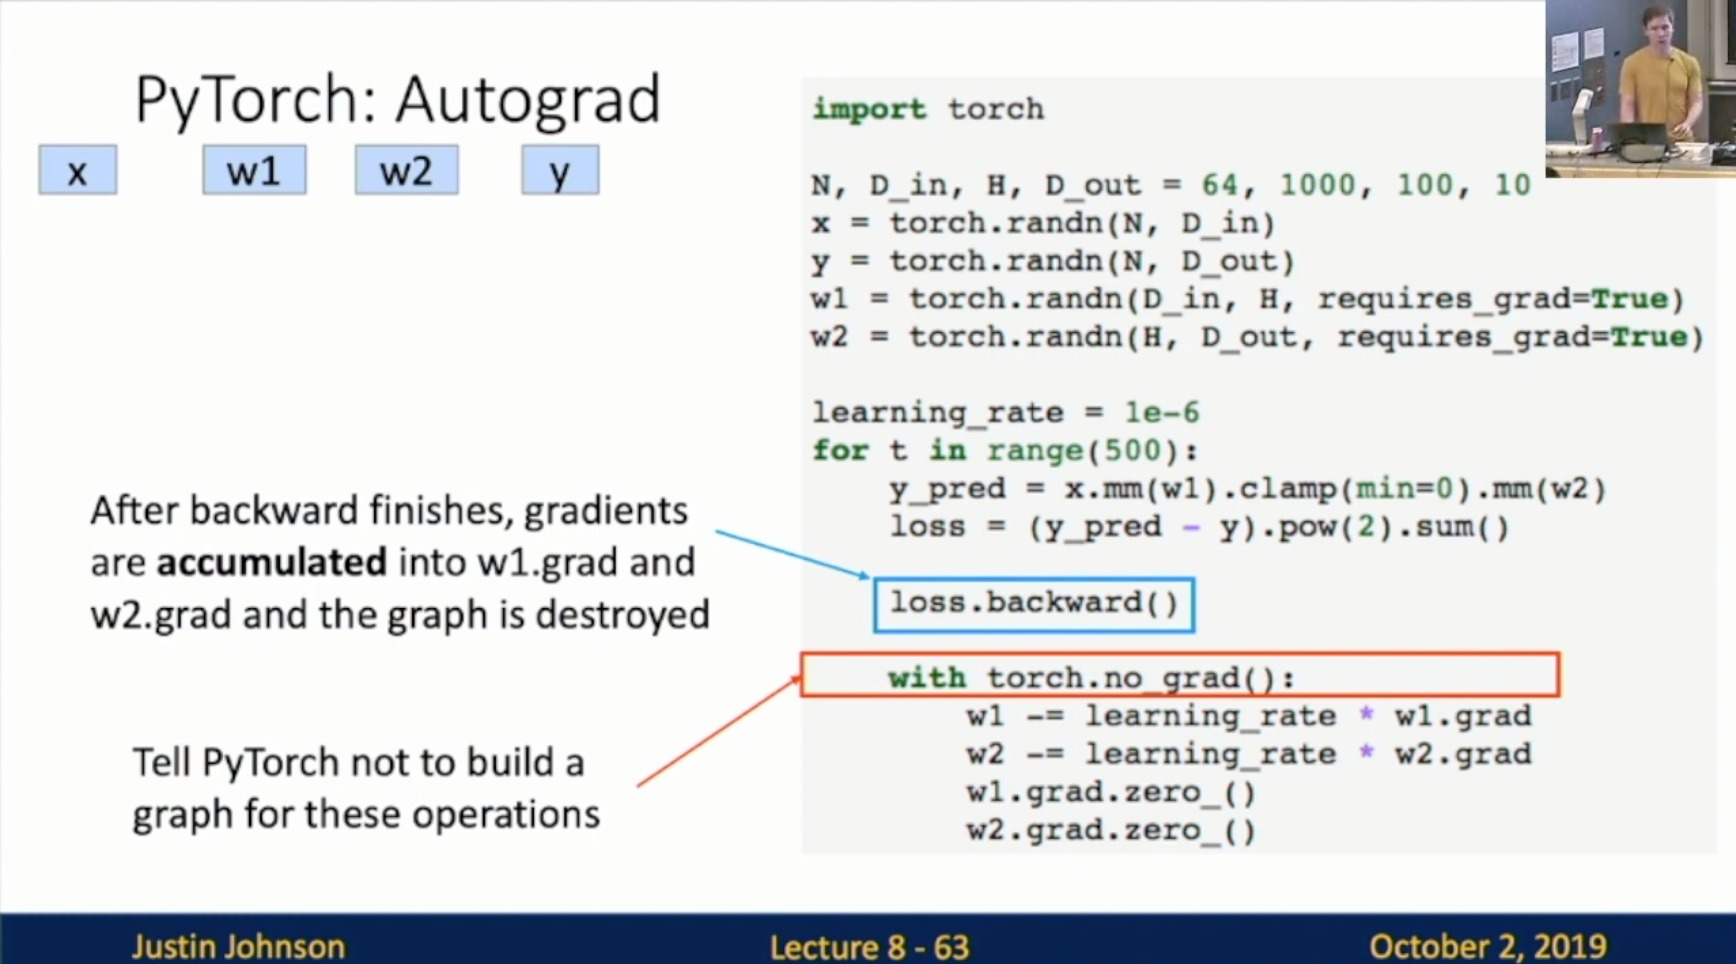 PyTorch: Autograd
x w1 w2 y
After backward finishes, gradients
are accumulated into w1.grad and
w2.grad and the graph is destroyed
Tell PyTorch not to build a
graph for these operations
import torch
N, D_in, H, D_out = 64, 1000, 100, 10
x = torch.randn(N, D_in)
y = torch.randn(N, D_out)
w1 = torch.randn(D_in, H, requires_grad=True)
w2 = torch.randn(H, D_out, requires_grad=True)
learning_rate = 1e-6
for t in range(500):
    y_pred = x.mm(w1).clamp(min=0).mm(w2)
    loss = (y_pred - y).pow(2).sum()
    loss.backward()
    with torch.no_grad():
        w1 -= learning_rate * w1.grad
        w2 -= learning_rate * w2.grad
        w1.grad.zero_()
        w2.grad.zero_()
Justin Johnson
Lecture 8 - 63
October 2, 2019